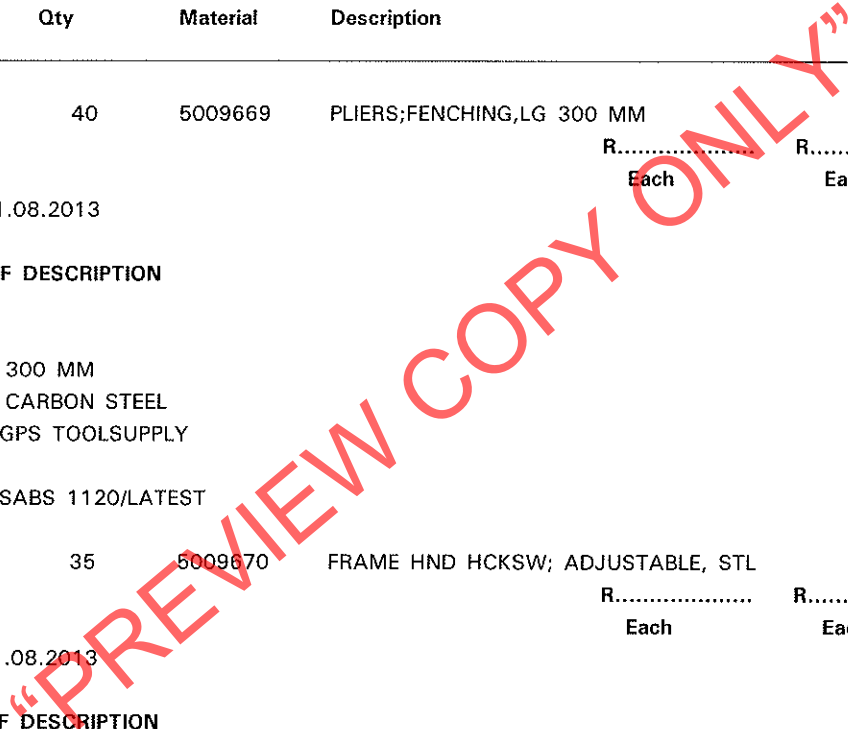 Qty Material Description
40 5009669 PLIERS;FENCHING,LG 300 MM
R.................... R......
Each Ea
.08.2013
F DESCRIPTION
300 MM
CARBON STEEL
GPS TOOLSUPPLY
SABS 1120/LATEST
35 5009670 FRAME HND HCKSW; ADJUSTABLE, STL
R.................... R......
Each Ea
.08.2013
F DESCRIPTION
“PREVIEW COPY ONLY”